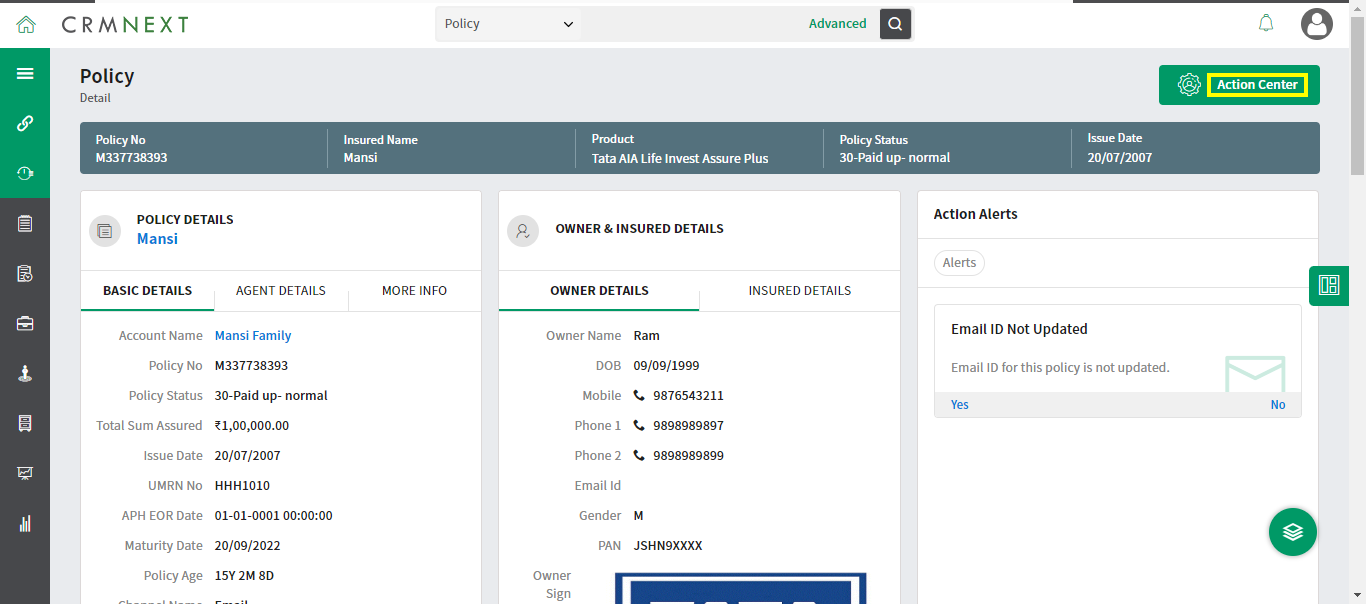 CRMNEXT
Policy
Advanced
Policy
Detail
Action Center
Policy No
M337738393
Insured Name
Mansi
Product
Tata AIA Life Invest Assure Plus
Policy Status
30-Paid up- normal
Issue Date
20/07/2007
POLICY DETAILS
Mansi
BASIC DETAILS AGENT DETAILS MORE INFO
Account Name Mansi Family
Policy No M337738393
Policy Status 30-Paid up- normal
Total Sum Assured ₹1,00,000.00
Issue Date 20/07/2007
UMRN No HHH1010
APH EOR Date 01-01-0001 00:00:00
Maturity Date 20/09/2022
Policy Age 15Y 2M 8D
Channel Name Email
OWNER & INSURED DETAILS
OWNER DETAILS INSURED DETAILS
Owner Name Ram
DOB 09/09/1999
Mobile 9876543211
Phone 1 9898989897
Phone 2 9898989899
Email Id
Gender M
PAN JSHN9XXXX
Owner
Sign
Action Alerts
Alerts
Email ID Not Updated
Email ID for this policy is not updated.
Yes No